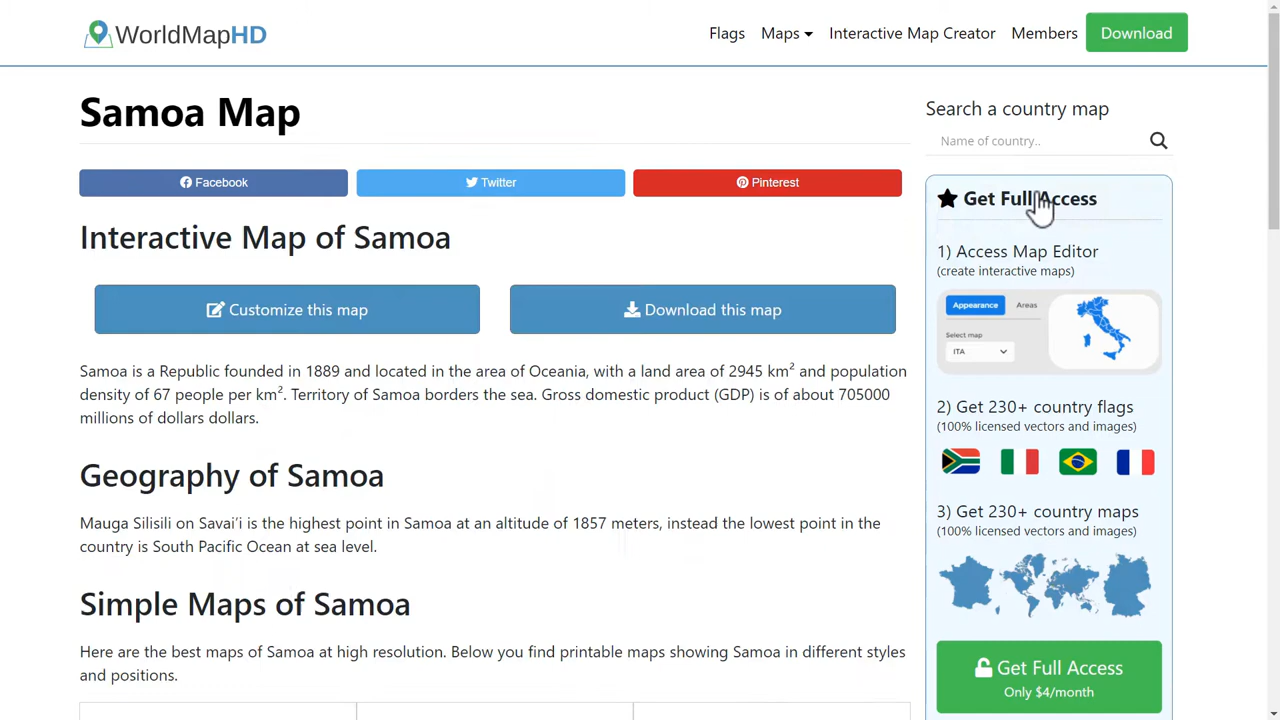 WorldMapHD
Flags
Maps
Interactive Map Creator
Members
Download
Samoa Map
Facebook
Twitter
Pinterest
Interactive Map of Samoa
Customize this map
Download this map
Samoa is a Republic founded in 1889 and located in the area of Oceania, with a land area of 2945 km² and population
density of 67 people per km². Territory of Samoa borders the sea. Gross domestic product (GDP) is of about 705000
millions of dollars dollars.
Geography of Samoa
Mauga Silisili on Savai'i is the highest point in Samoa at an altitude of 1857 meters, instead the lowest point in the
country is South Pacific Ocean at sea level.
Simple Maps of Samoa
Here are the best maps of Samoa at high resolution. Below you find printable maps showing Samoa in different styles
and positions.
Search a country map
Name of country..
Get Full Access
1) Access Map Editor
(create interactive maps)
Appearance
Areas
Select map
ITA
2) Get 230+ country flags
(100% licensed vectors and images)
3) Get 230+ country maps
(100% licensed vectors and images)
Get Full Access
Only $4/month